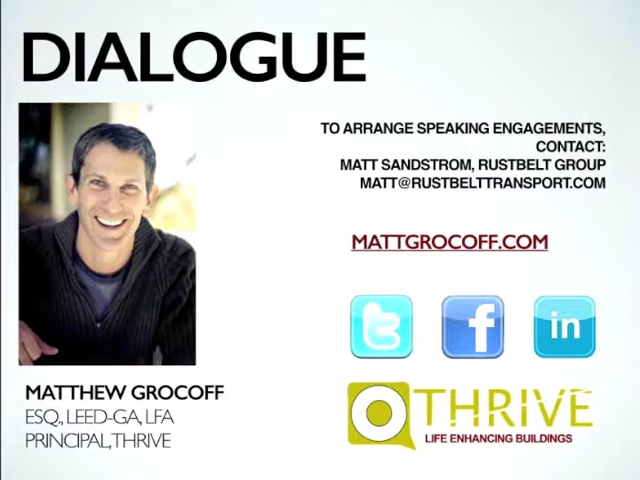 DIALOGUE
TO ARRANGE SPEAKING ENGAGEMENTS,
CONTACT:
MATT SANDSTROM, RUSTBELT GROUP
MATT@RUSTBELTTRANSPORT.COM
MATTGROCOFF.COM
t f in
MATTHEW GROCOFF
ESQ., LEED-GA, LFA
PRINCIPAL,THRIVE
THRIVE
LIFE ENHANCING BUILDINGS